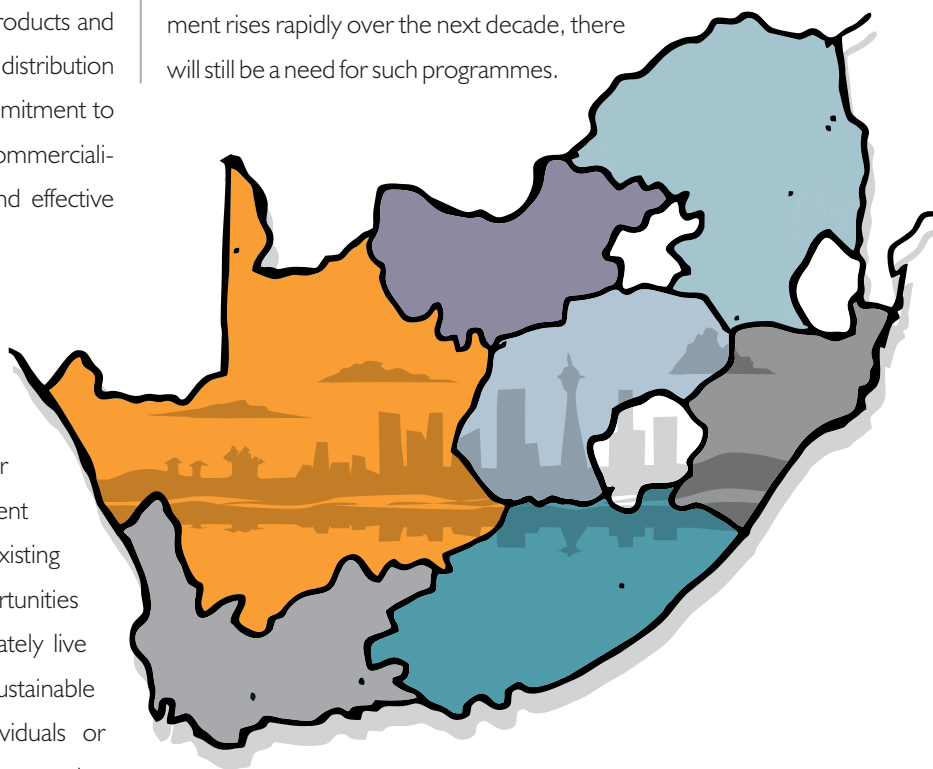 roducts and
distribution
mitment to
ommerciali-
nd effective
r
ent
xisting
rtunities
ately live
ustainable
viduals or
ment rises rapidly over the next decade, there
will still be a need for such programmes.